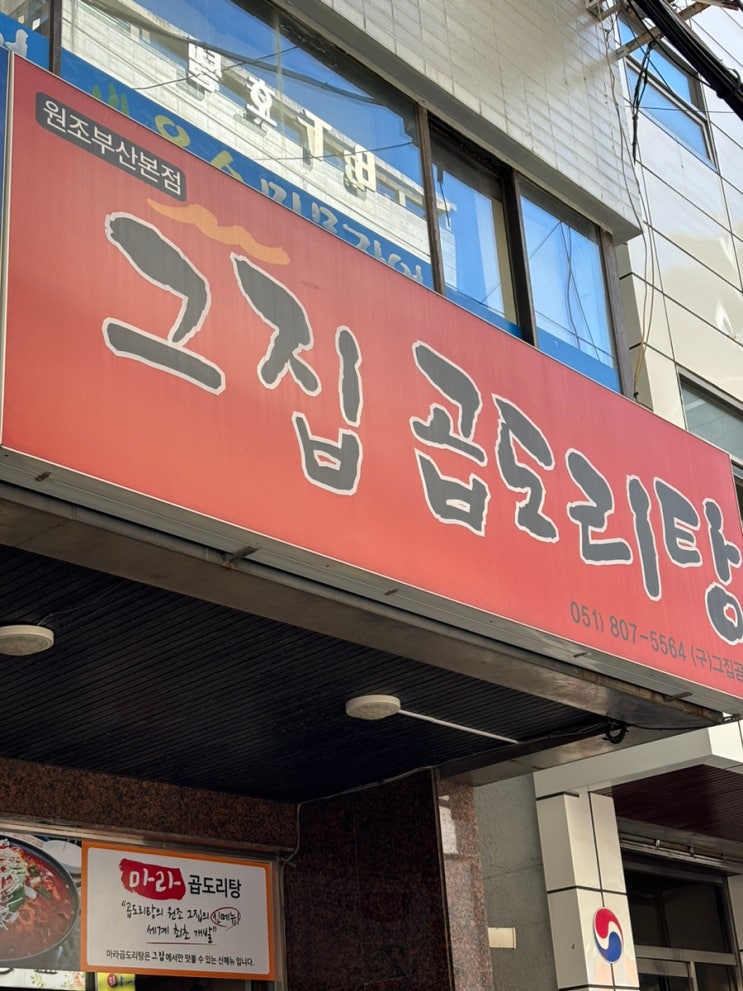 원조부산본점
그집 곱도리탕
051) 807-5564 (구)그집곱
마라 곱도리탕
"곱도리탕의 원조 그집의 신메뉴!
세계 최초 개발"
마라곱도리탕은 그집에서만 맛볼 수 있는 신메뉴 입니다.